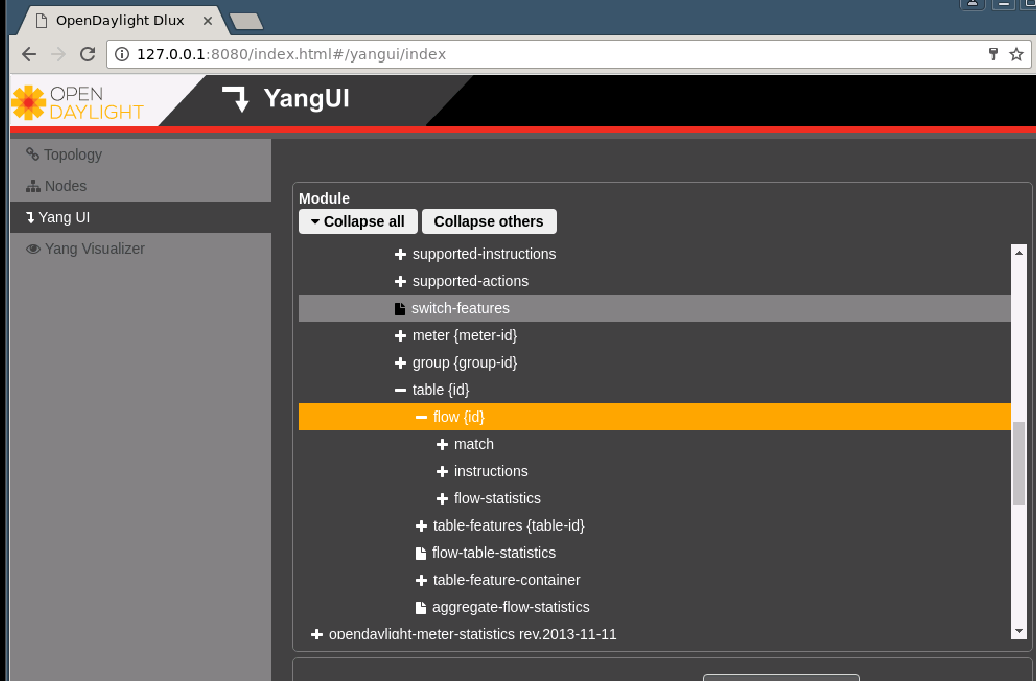 OpenDaylight Dlux
127.0.0.1:8080/index.html#/yangui/index
OPEN
DAYLIGHT
YangUI
Topology
Nodes
Yang UI
Yang Visualizer
Module
Collapse all Collapse others
supported-instructions
supported-actions
switch-features
meter {meter-id}
group {group-id}
table {id}
flow {id}
match
instructions
flow-statistics
table-features {table-id}
flow-table-statistics
table-feature-container
aggregate-flow-statistics
opendaylight-meter-statistics rev.2013-11-11